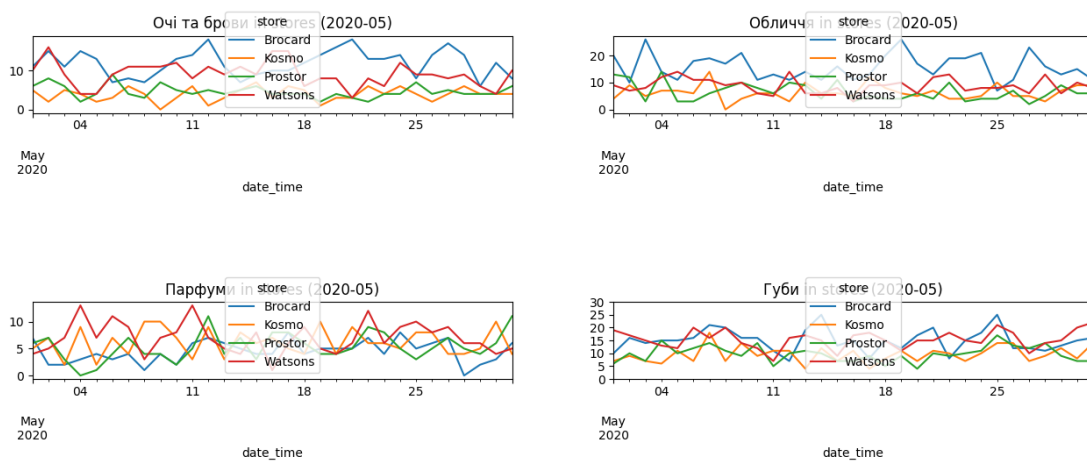 Очі та брови in stores (2020-05)
store
Brocard
Kosmo
Prostor
Watsons
10
0
04
11
18
25
May
2020
date_time
Обличчя in stores (2020-05)
store
Brocard
Kosmo
Prostor
Watsons
20
10
0
04
11
18
25
May
2020
date_time
Парфуми in stores (2020-05)
store
Brocard
Kosmo
Prostor
Watsons
10
5
0
04
11
18
25
May
2020
date_time
Губи in stores (2020-05)
store
Brocard
Kosmo
Prostor
Watsons
30
25
20
15
10
5
0
04
11
18
25
May
2020
date_time